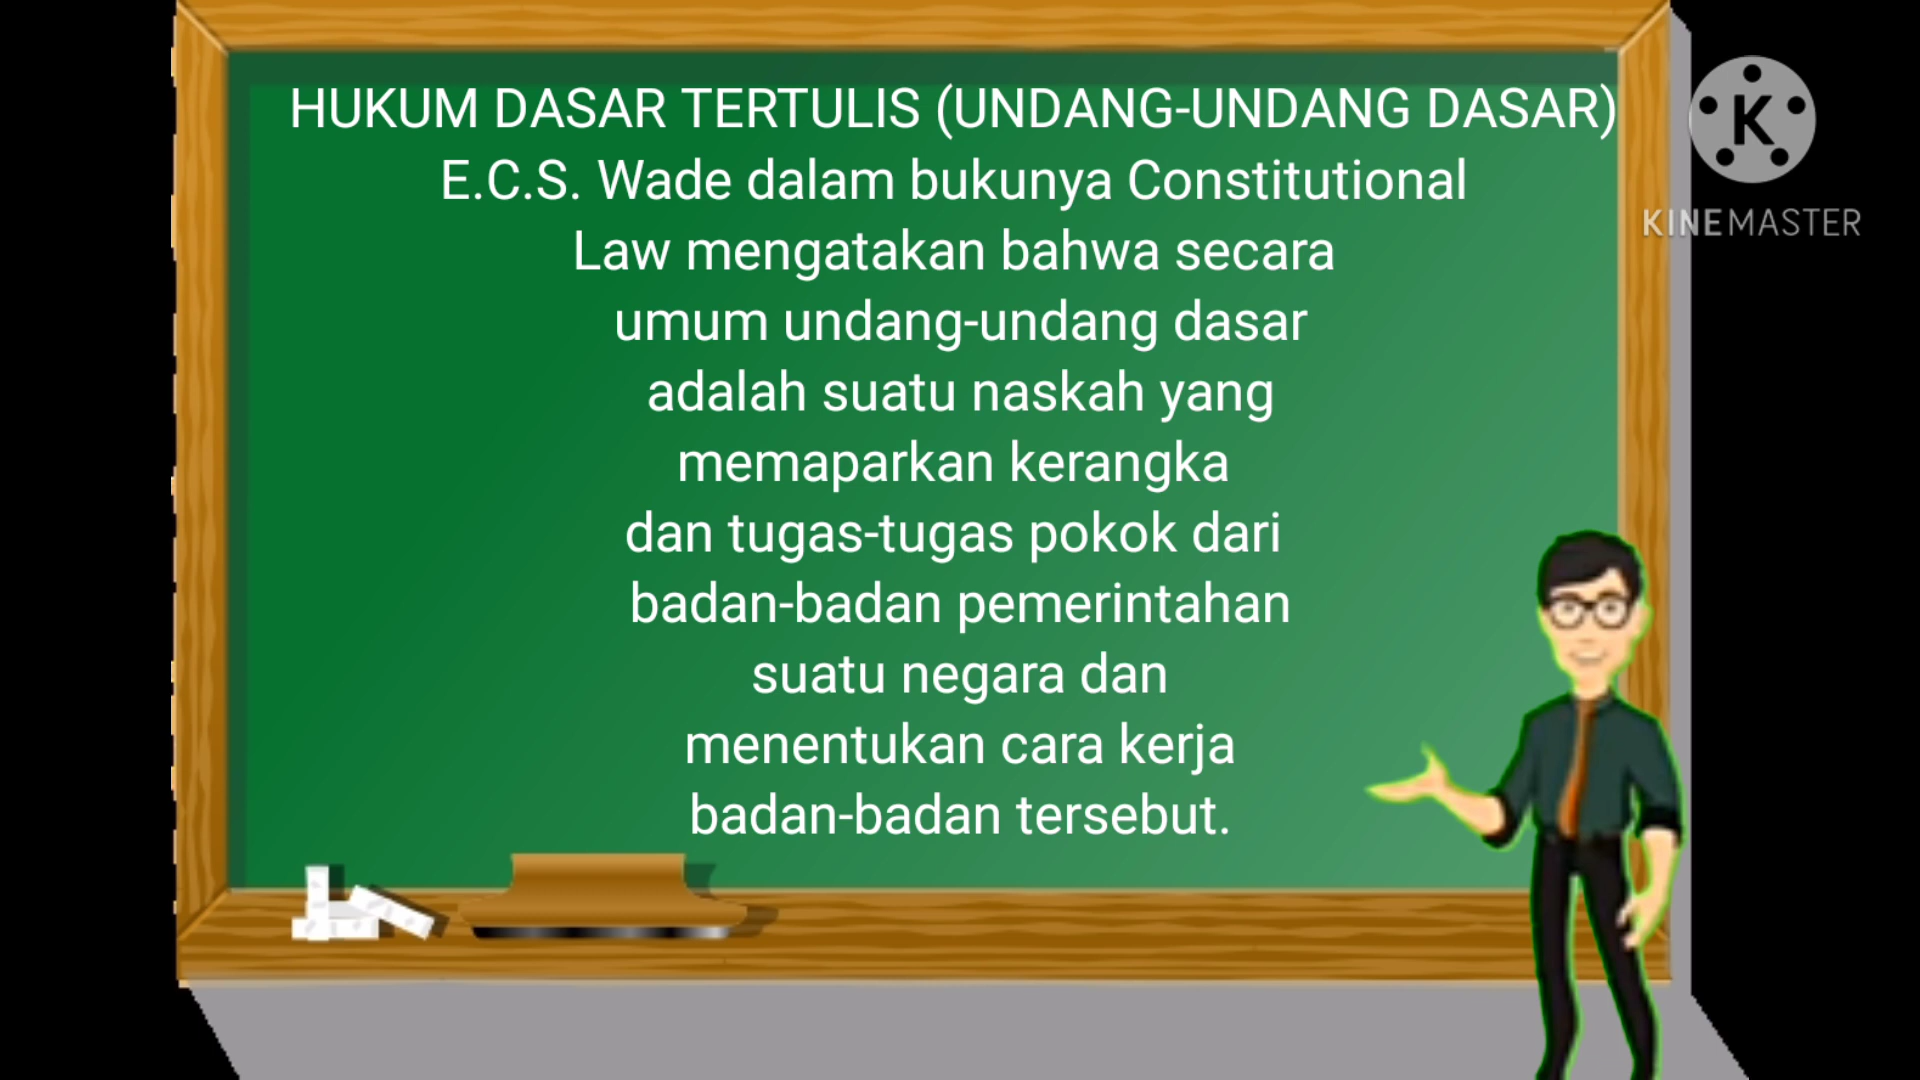 HUKUM DASAR TERTULIS (UNDANG-UNDANG DASAR)
E.C.S. Wade dalam bukunya Constitutional
Law mengatakan bahwa secara
umum undang-undang dasar
adalah suatu naskah yang
memaparkan kerangka
dan tugas-tugas pokok dari
badan-badan pemerintahan
suatu negara dan
menentukan cara kerja
badan-badan tersebut.
K
KINEMASTER